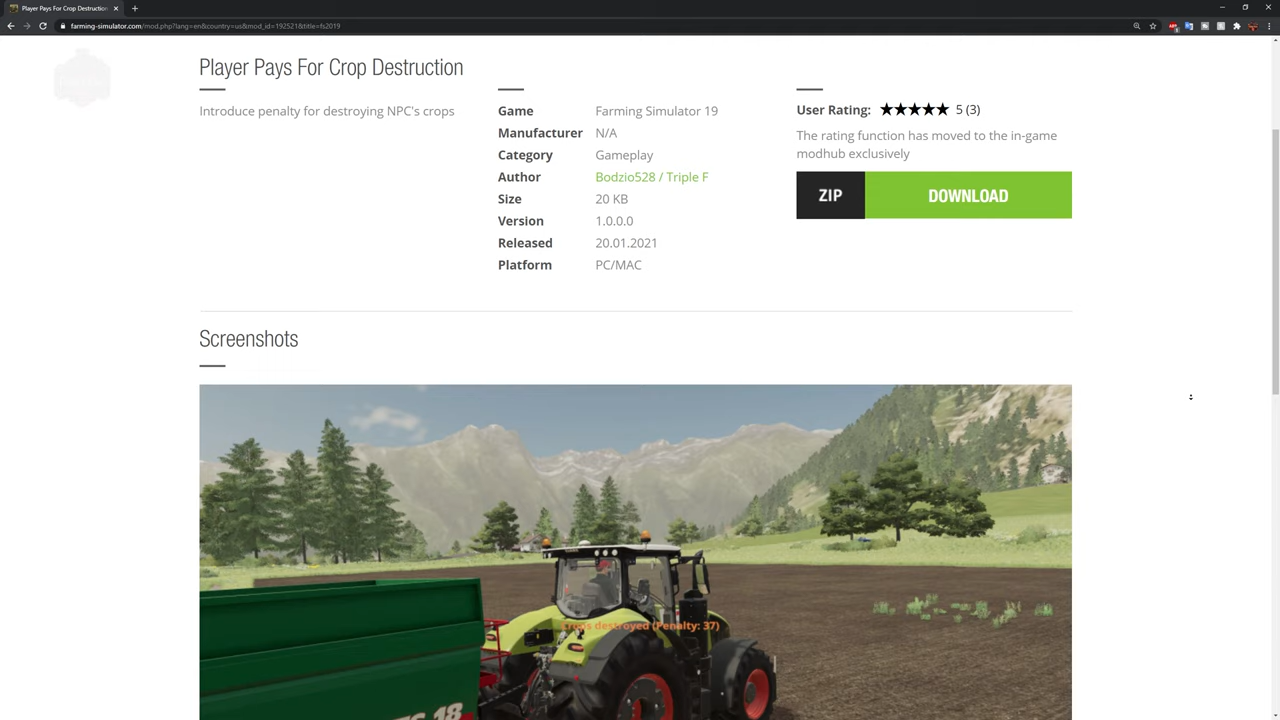 Player Pays For Crop Destruction
farming-simulator.com/mod.php?lang=en&country=us&mod_id=192521&title=fs2019
Player Pays For Crop Destruction
Introduce penalty for destroying NPC's crops
Game Farming Simulator 19
Manufacturer N/A
Category Gameplay
Author Bodzio528 / Triple F
Size 20 KB
Version 1.0.0.0
Released 20.01.2021
Platform PC/MAC
User Rating: ★★★★★ 5 (3)
The rating function has moved to the in-game
modhub exclusively
ZIP DOWNLOAD
Screenshots
crops destroyed (Penalty: 37)
18